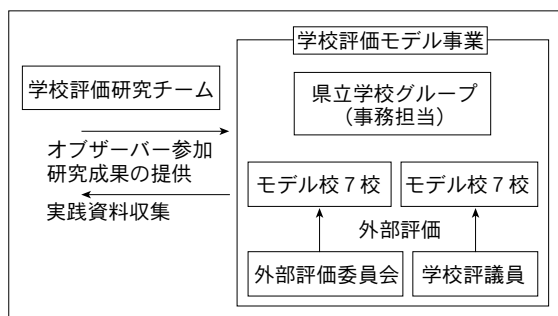 学校評価モデル事業
学校評価研究チーム
県立学校グループ
（事務担当）
オブザーバー参加
研究成果の提供
実践資料収集
モデル校７校
モデル校７校
外部評価
外部評価委員会
学校評議員